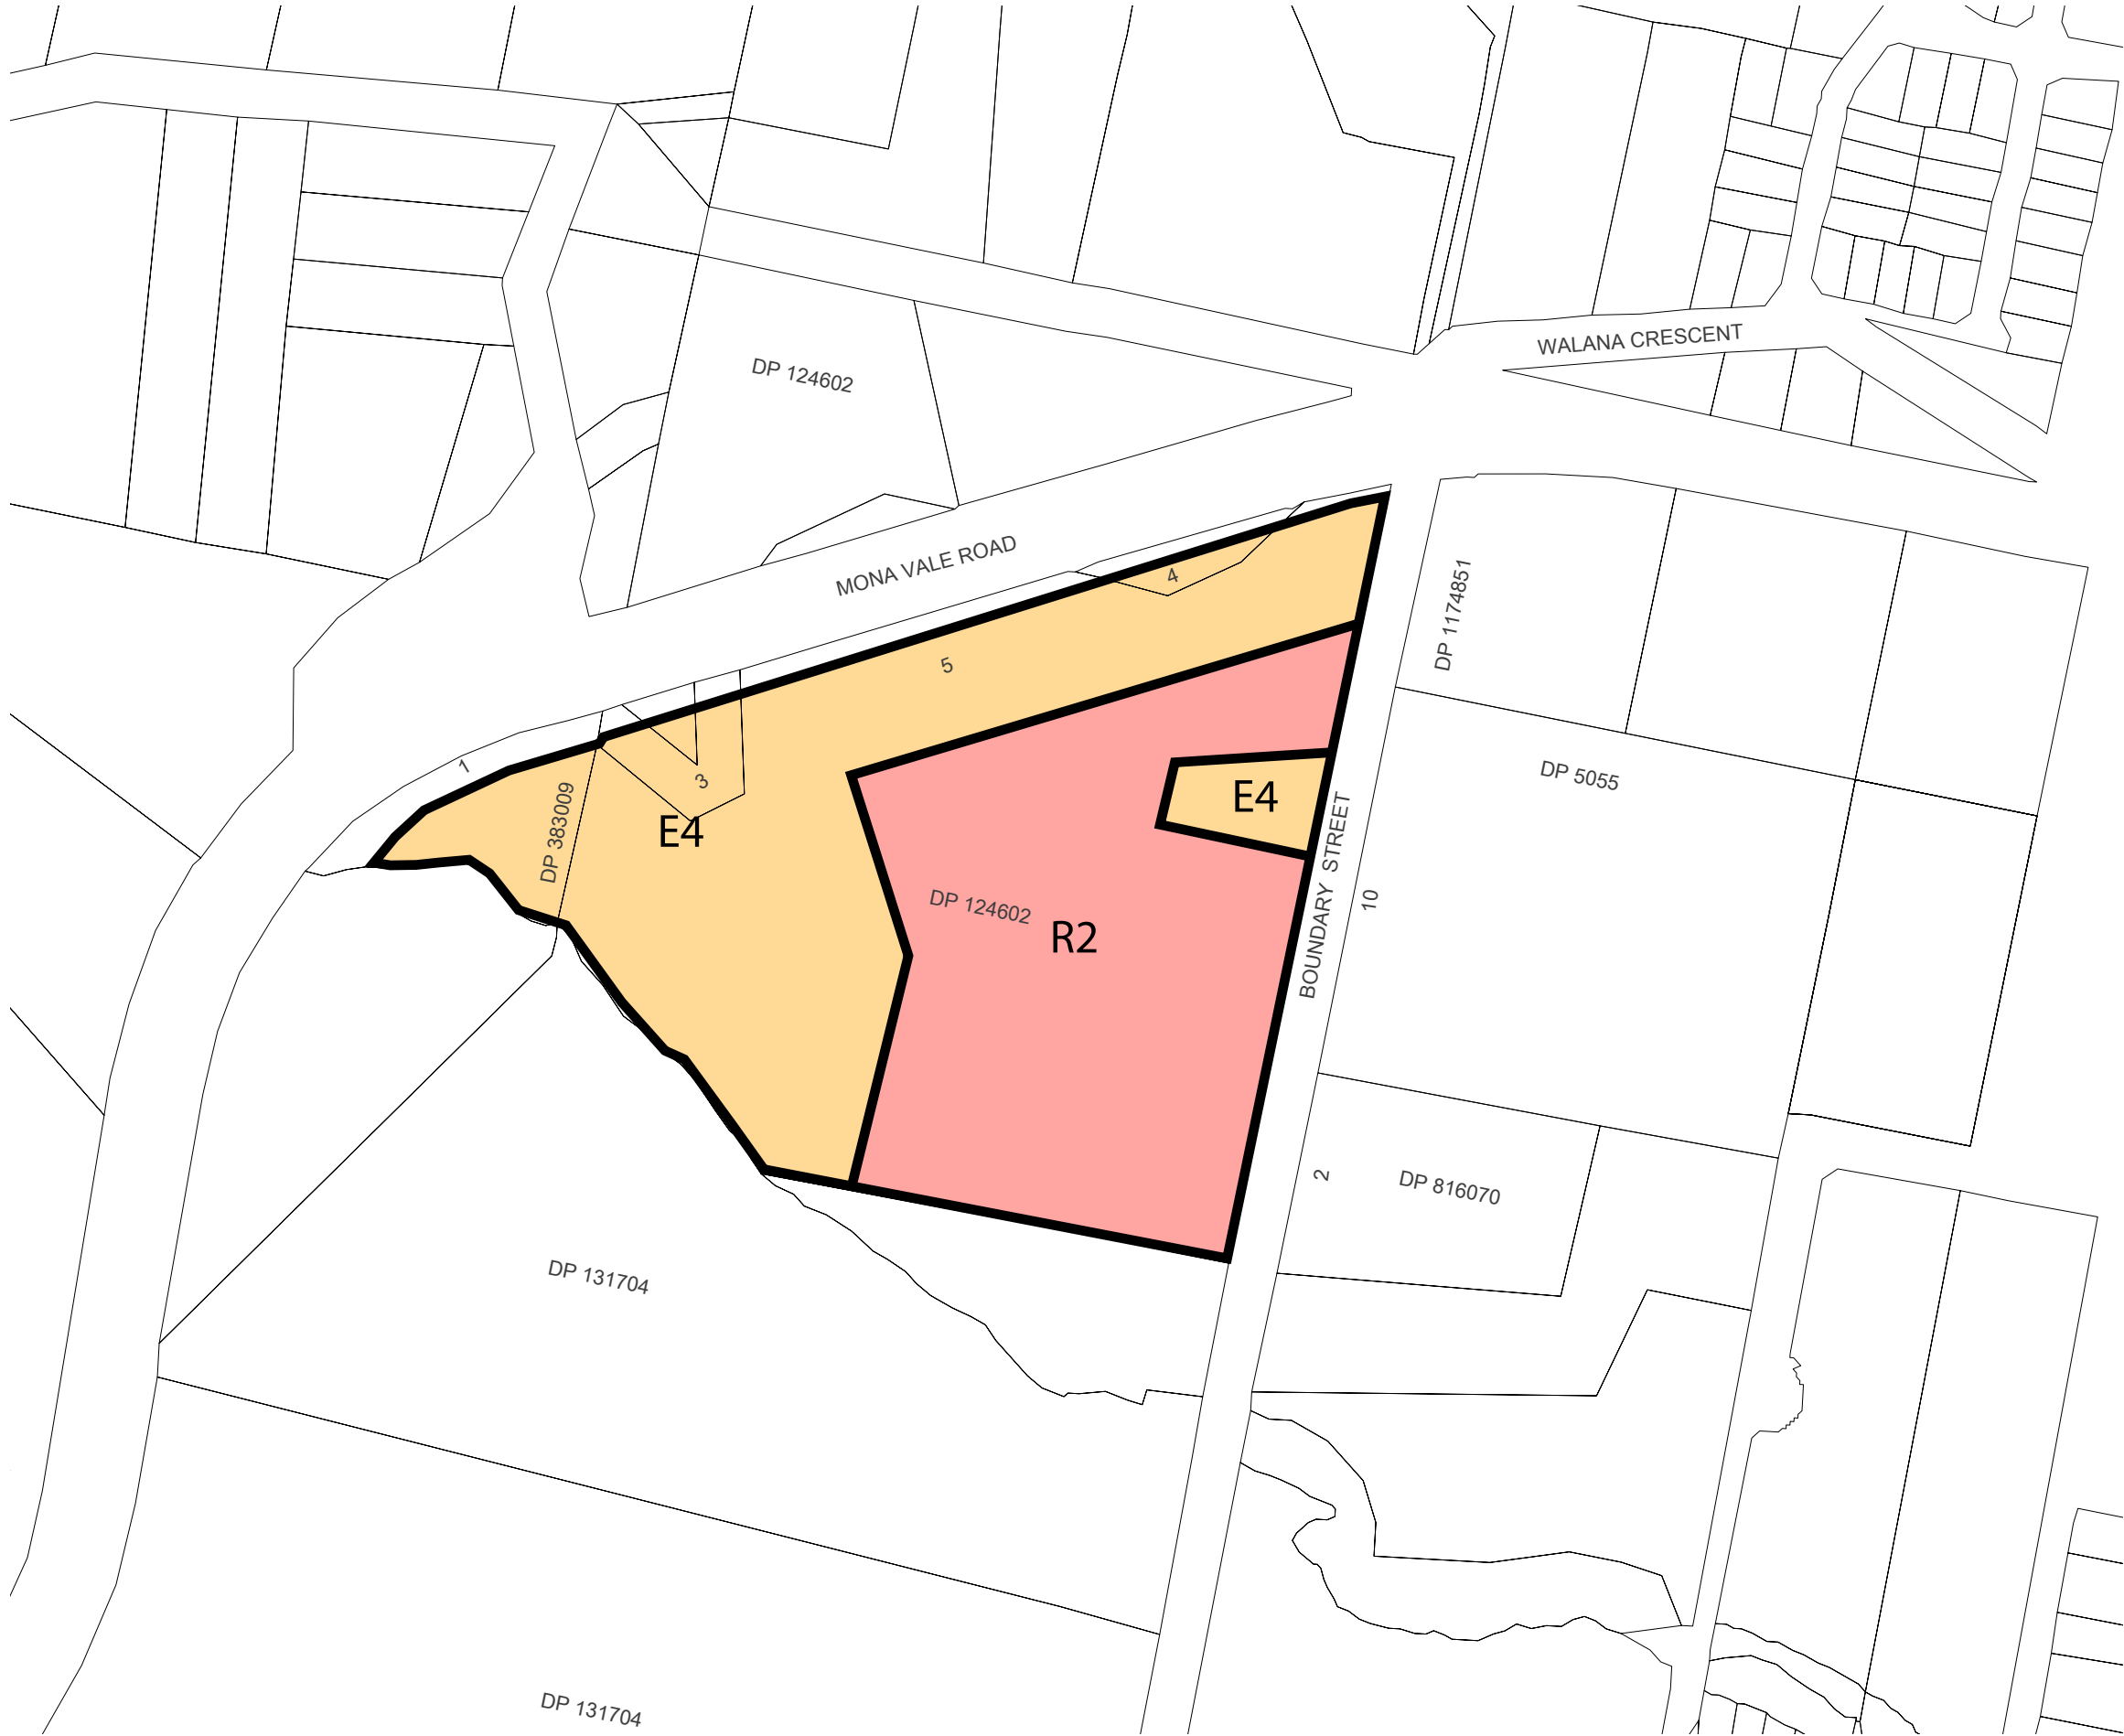 WALANA CRESCENT
DP 124602
MONA VALE ROAD
4
DP 1174851
5
1
3
DP 383009
E4
E4
DP 5055
DP 124602
R2
BOUNDARY STREET
10
2
DP 816070
DP 131704
DP 131704